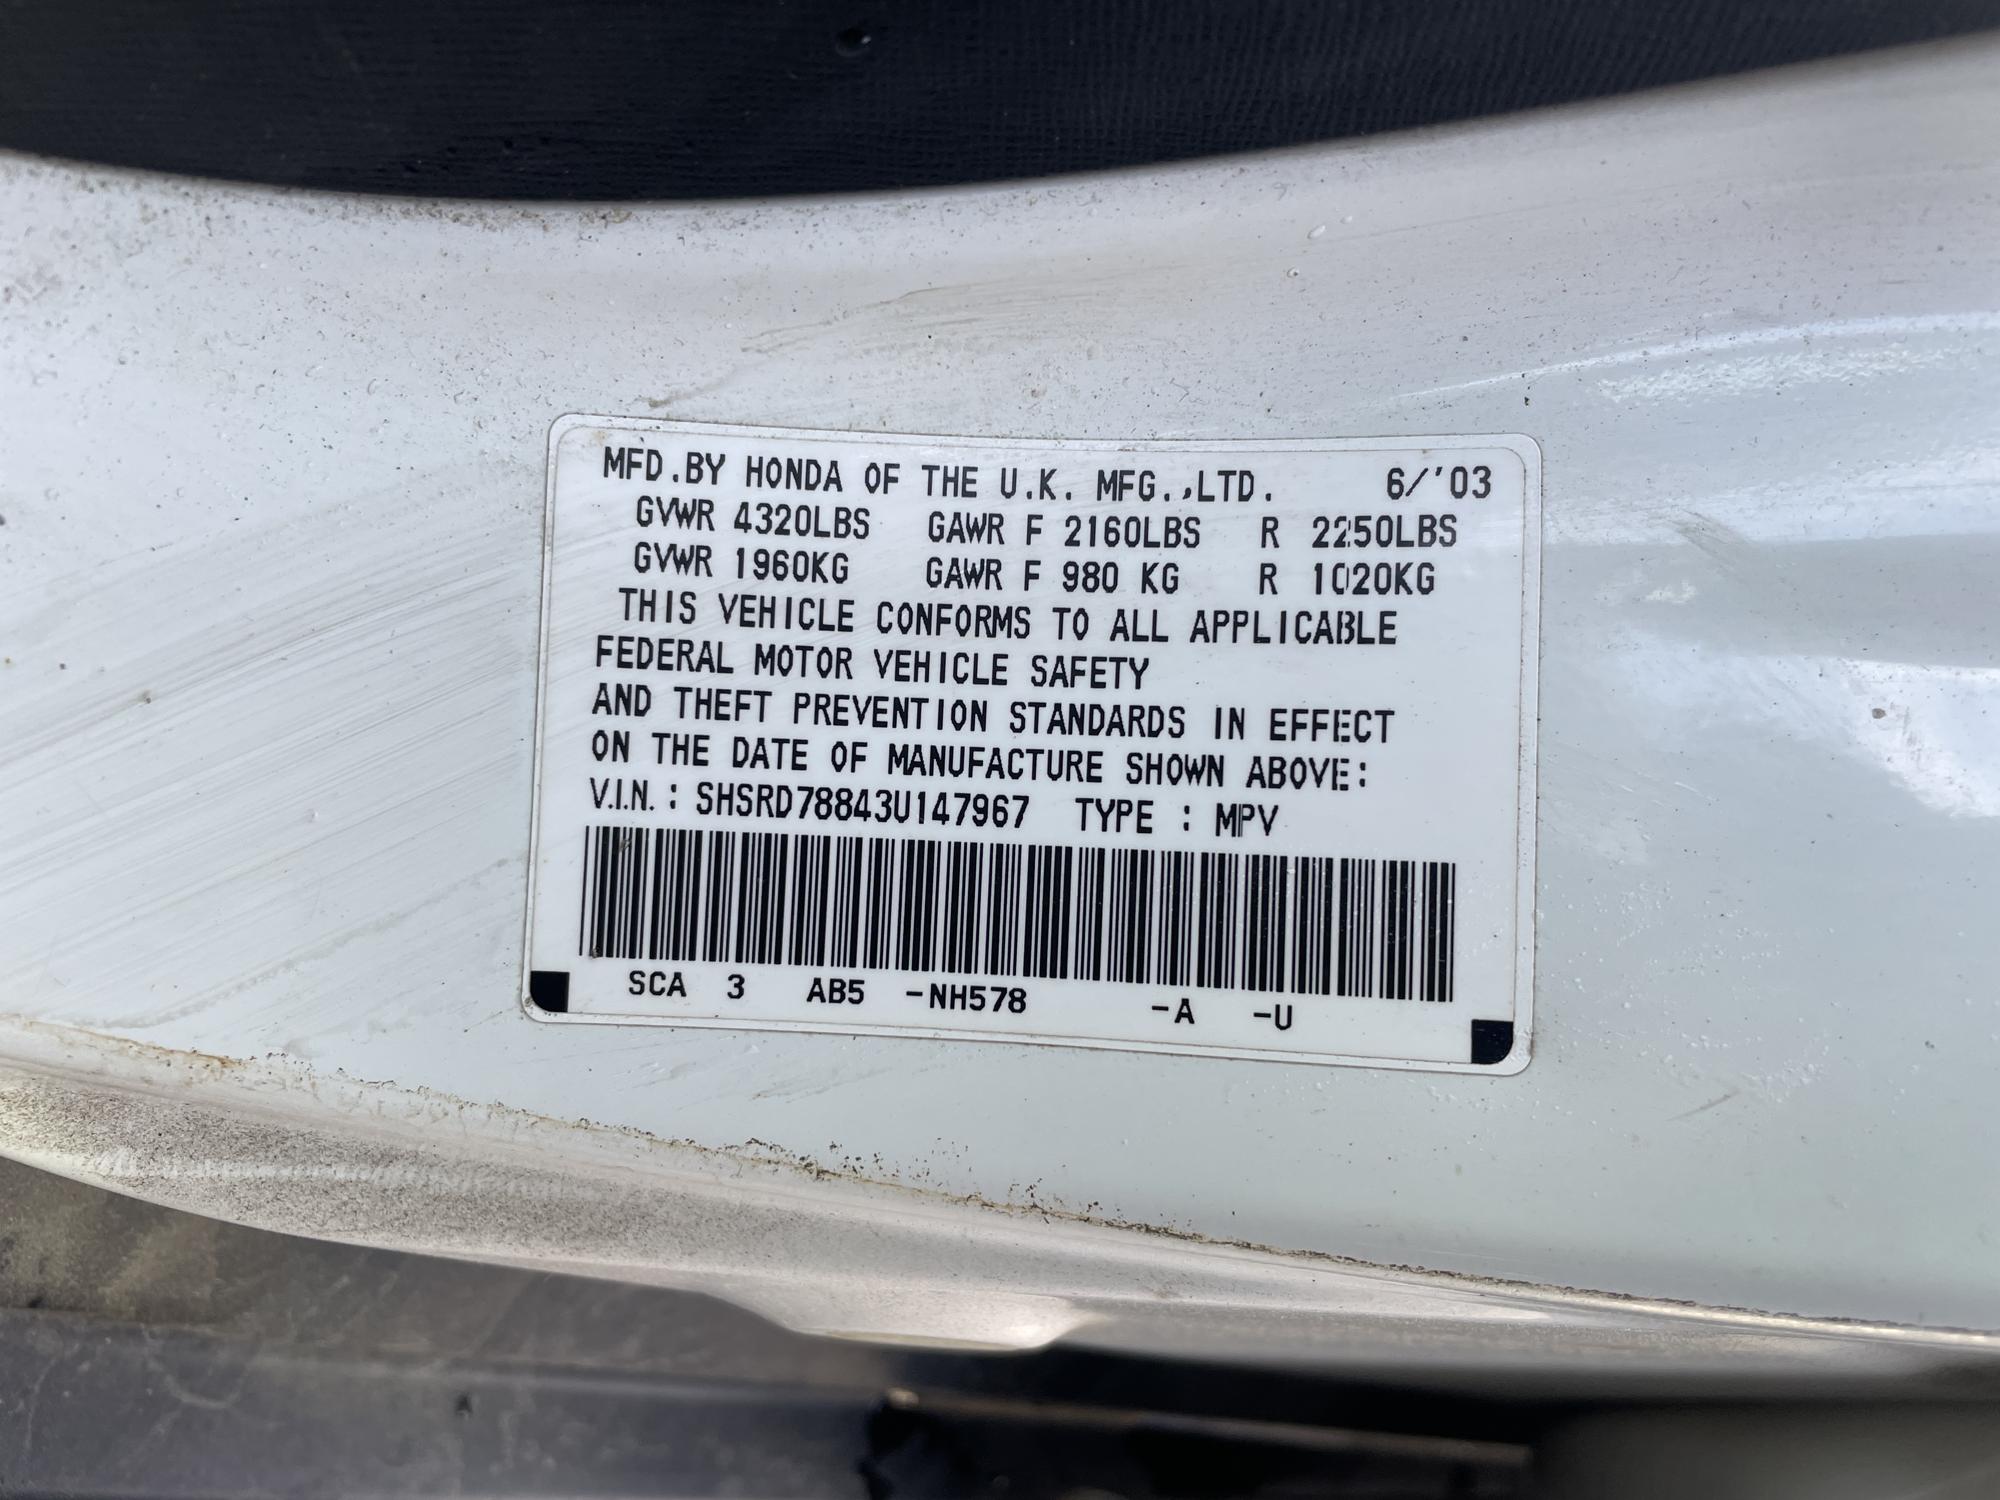 MFD.BY HONDA OF THE U.K. MFG.,LTD. 6/'03
GVWR 4320LBS GAWR F 2160LBS R 2250LBS
GVWR 1960KG GAWR F 980 KG R 1020KG
THIS VEHICLE CONFORMS TO ALL APPLICABLE
FEDERAL MOTOR VEHICLE SAFETY
AND THEFT PREVENTION STANDARDS IN EFFECT
ON THE DATE OF MANUFACTURE SHOWN ABOVE:
V.I.N. : SHSRD78843U147967 TYPE : MPV
SCA 3 AB5 -NH578 -A -U